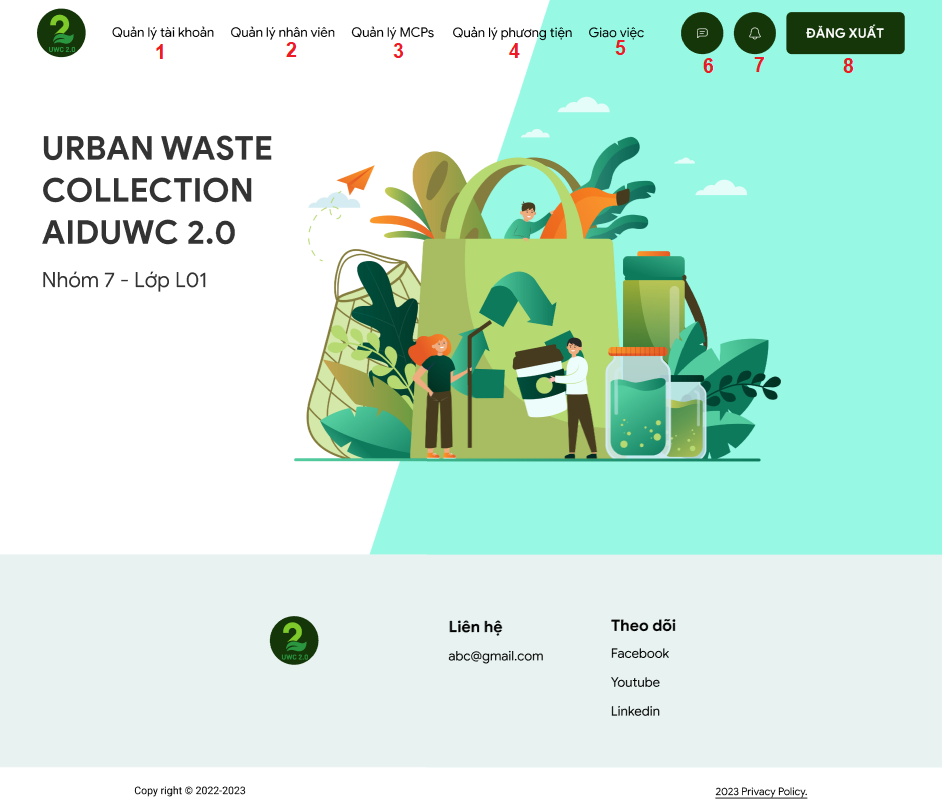 2
UWC 2.0
Quản lý tài khoản
Quản lý nhân viên
Quản lý MCPs
Quản lý phương tiện
Giao việc
ĐĂNG XUẤT
1
2
3
4
5
6
7
8
URBAN WASTE
COLLECTION
AIDUWC 2.0
Nhóm 7 - Lớp L01
2
UWC 2.0
Liên hệ
abc@gmail.com
Theo dõi
Facebook
Youtube
Linkedin
Copy right © 2022-2023
2023 Privacy Policy.